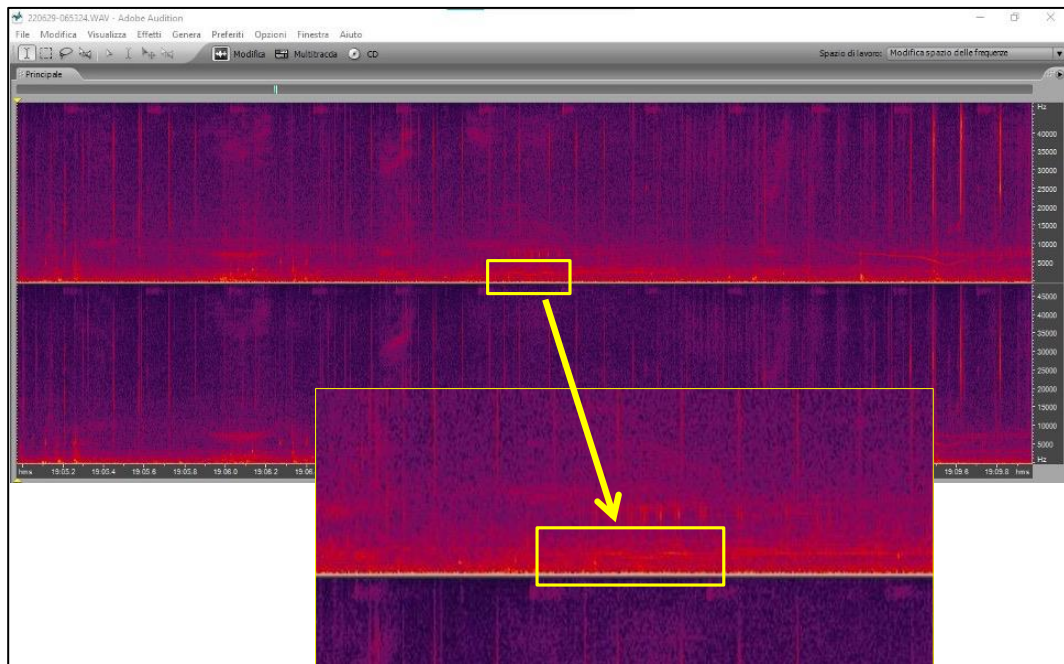 220629-065324.WAV - Adobe Audition
File Modifica Visualizza Effetti Genera Preferiti Opzioni Finestra Aiuto
Modifica Multitraccia CD Spazio di lavoro: Modifica spazio delle frequenze
Principale
Hz
40000
35000
30000
25000
20000
15000
10000
5000
45000
40000
35000
30000
25000
20000
15000
10000
5000
Hz
hms 19:05.2 19:05.4 19:05.6 19:05.8 19:06.0 19:06.2 19:09.6 19:09.8 hms